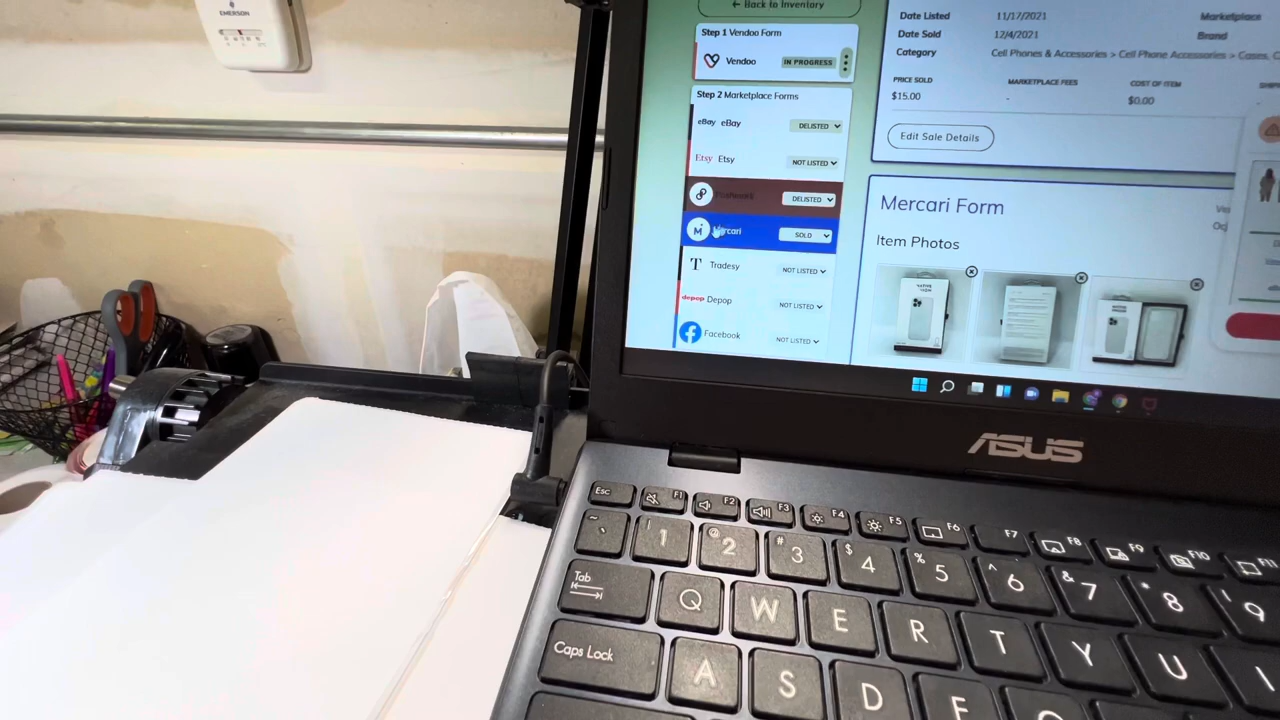 EMERSON
← Back to Inventory
Step 1 Vendoo Form
Vendoo IN PROGRESS
Step 2 Marketplace Forms
eBay eBay DELISTED
Etsy Etsy NOT LISTED
Poshmark DELISTED
M Mercari SOLD
T Tradesy NOT LISTED
depop Depop NOT LISTED
f Facebook NOT LISTED
Date Listed 11/17/2021 Marketplace
Date Sold 12/4/2021 Brand
Category Cell Phones & Accessories > Cell Phone Accessories > Cases,
PRICE SOLD MARKETPLACE FEES COST OF ITEM
$15.00 - $0.00
Edit Sale Details
Mercari Form
Item Photos
ASUS
Esc F1 F2 F3 F4 F5 F6 F7 F8 F9 F10 F11
~ ` ! 1 @ 2 # 3 $ 4 % 5 ^ 6 & 7 * 8 ( 9
Tab Q W E R T Y U I
Caps Lock A S D F